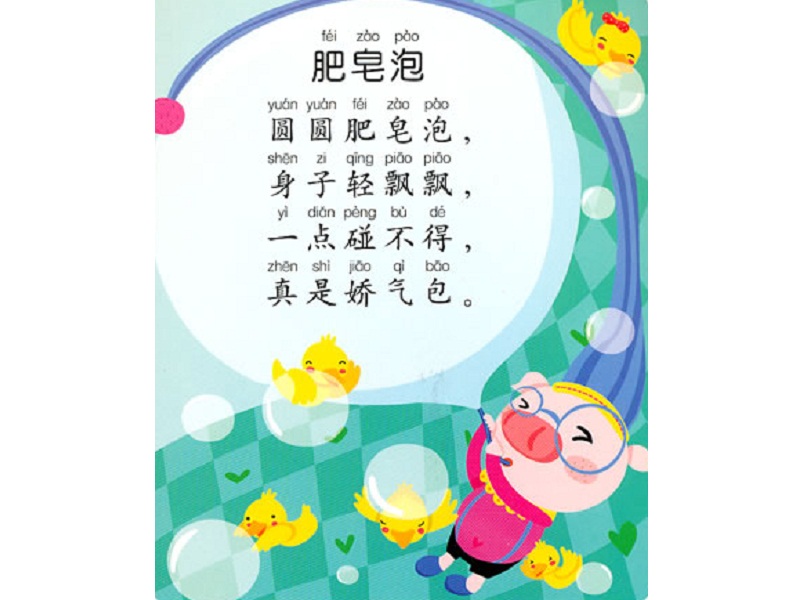 féi zào pào
肥皂泡
yuán yuán féi zào pào
圆圆肥皂泡，
shēn zi qīng piāo piāo
身子轻飘飘，
yì diǎn pèng bù dé
一点碰不得，
zhēn shì jiāo qì bāo
真是娇气包。